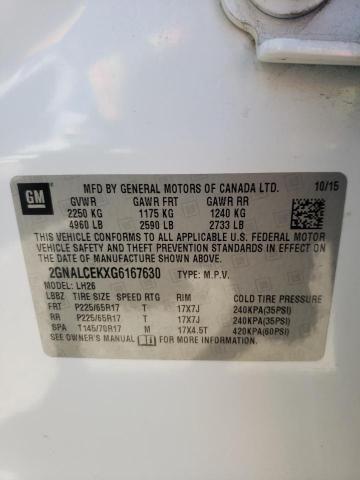 GM
MFD BY GENERAL MOTORS OF CANADA LTD. 10/15
GVWR GAWR FRT GAWR RR
2250 KG 1175 KG 1240 KG
4960 LB 2590 LB 2733 LB
THIS VEHICLE CONFORMS TO ALL APPLICABLE U.S. FEDERAL MOTOR
VEHICLE SAFETY AND THEFT PREVENTION STANDARDS IN EFFECT ON
THE DATE OF MANUFACTURE SHOWN ABOVE.
2GNALCEKXG6167630 TYPE: M.P.V.
MODEL: LH26
LBBZ TIRE SIZE SPEED RTG RIM COLD TIRE PRESSURE
FRT P225/65R17 T 17X7J 240KPA(35PSI)
RR P225/65R17 T 17X7J 240KPA(35PSI)
SPA T145/70R17 M 17X4.5T 420KPA(60PSI)
SEE OWNER'S MANUAL FOR MORE INFORMATION.